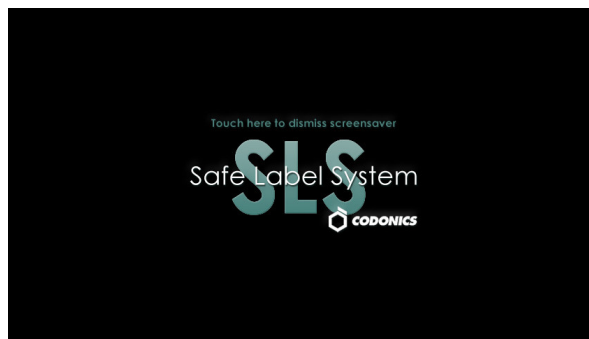 Touch here to dismiss screensaver
SLS
Safe Label System
CODONICS